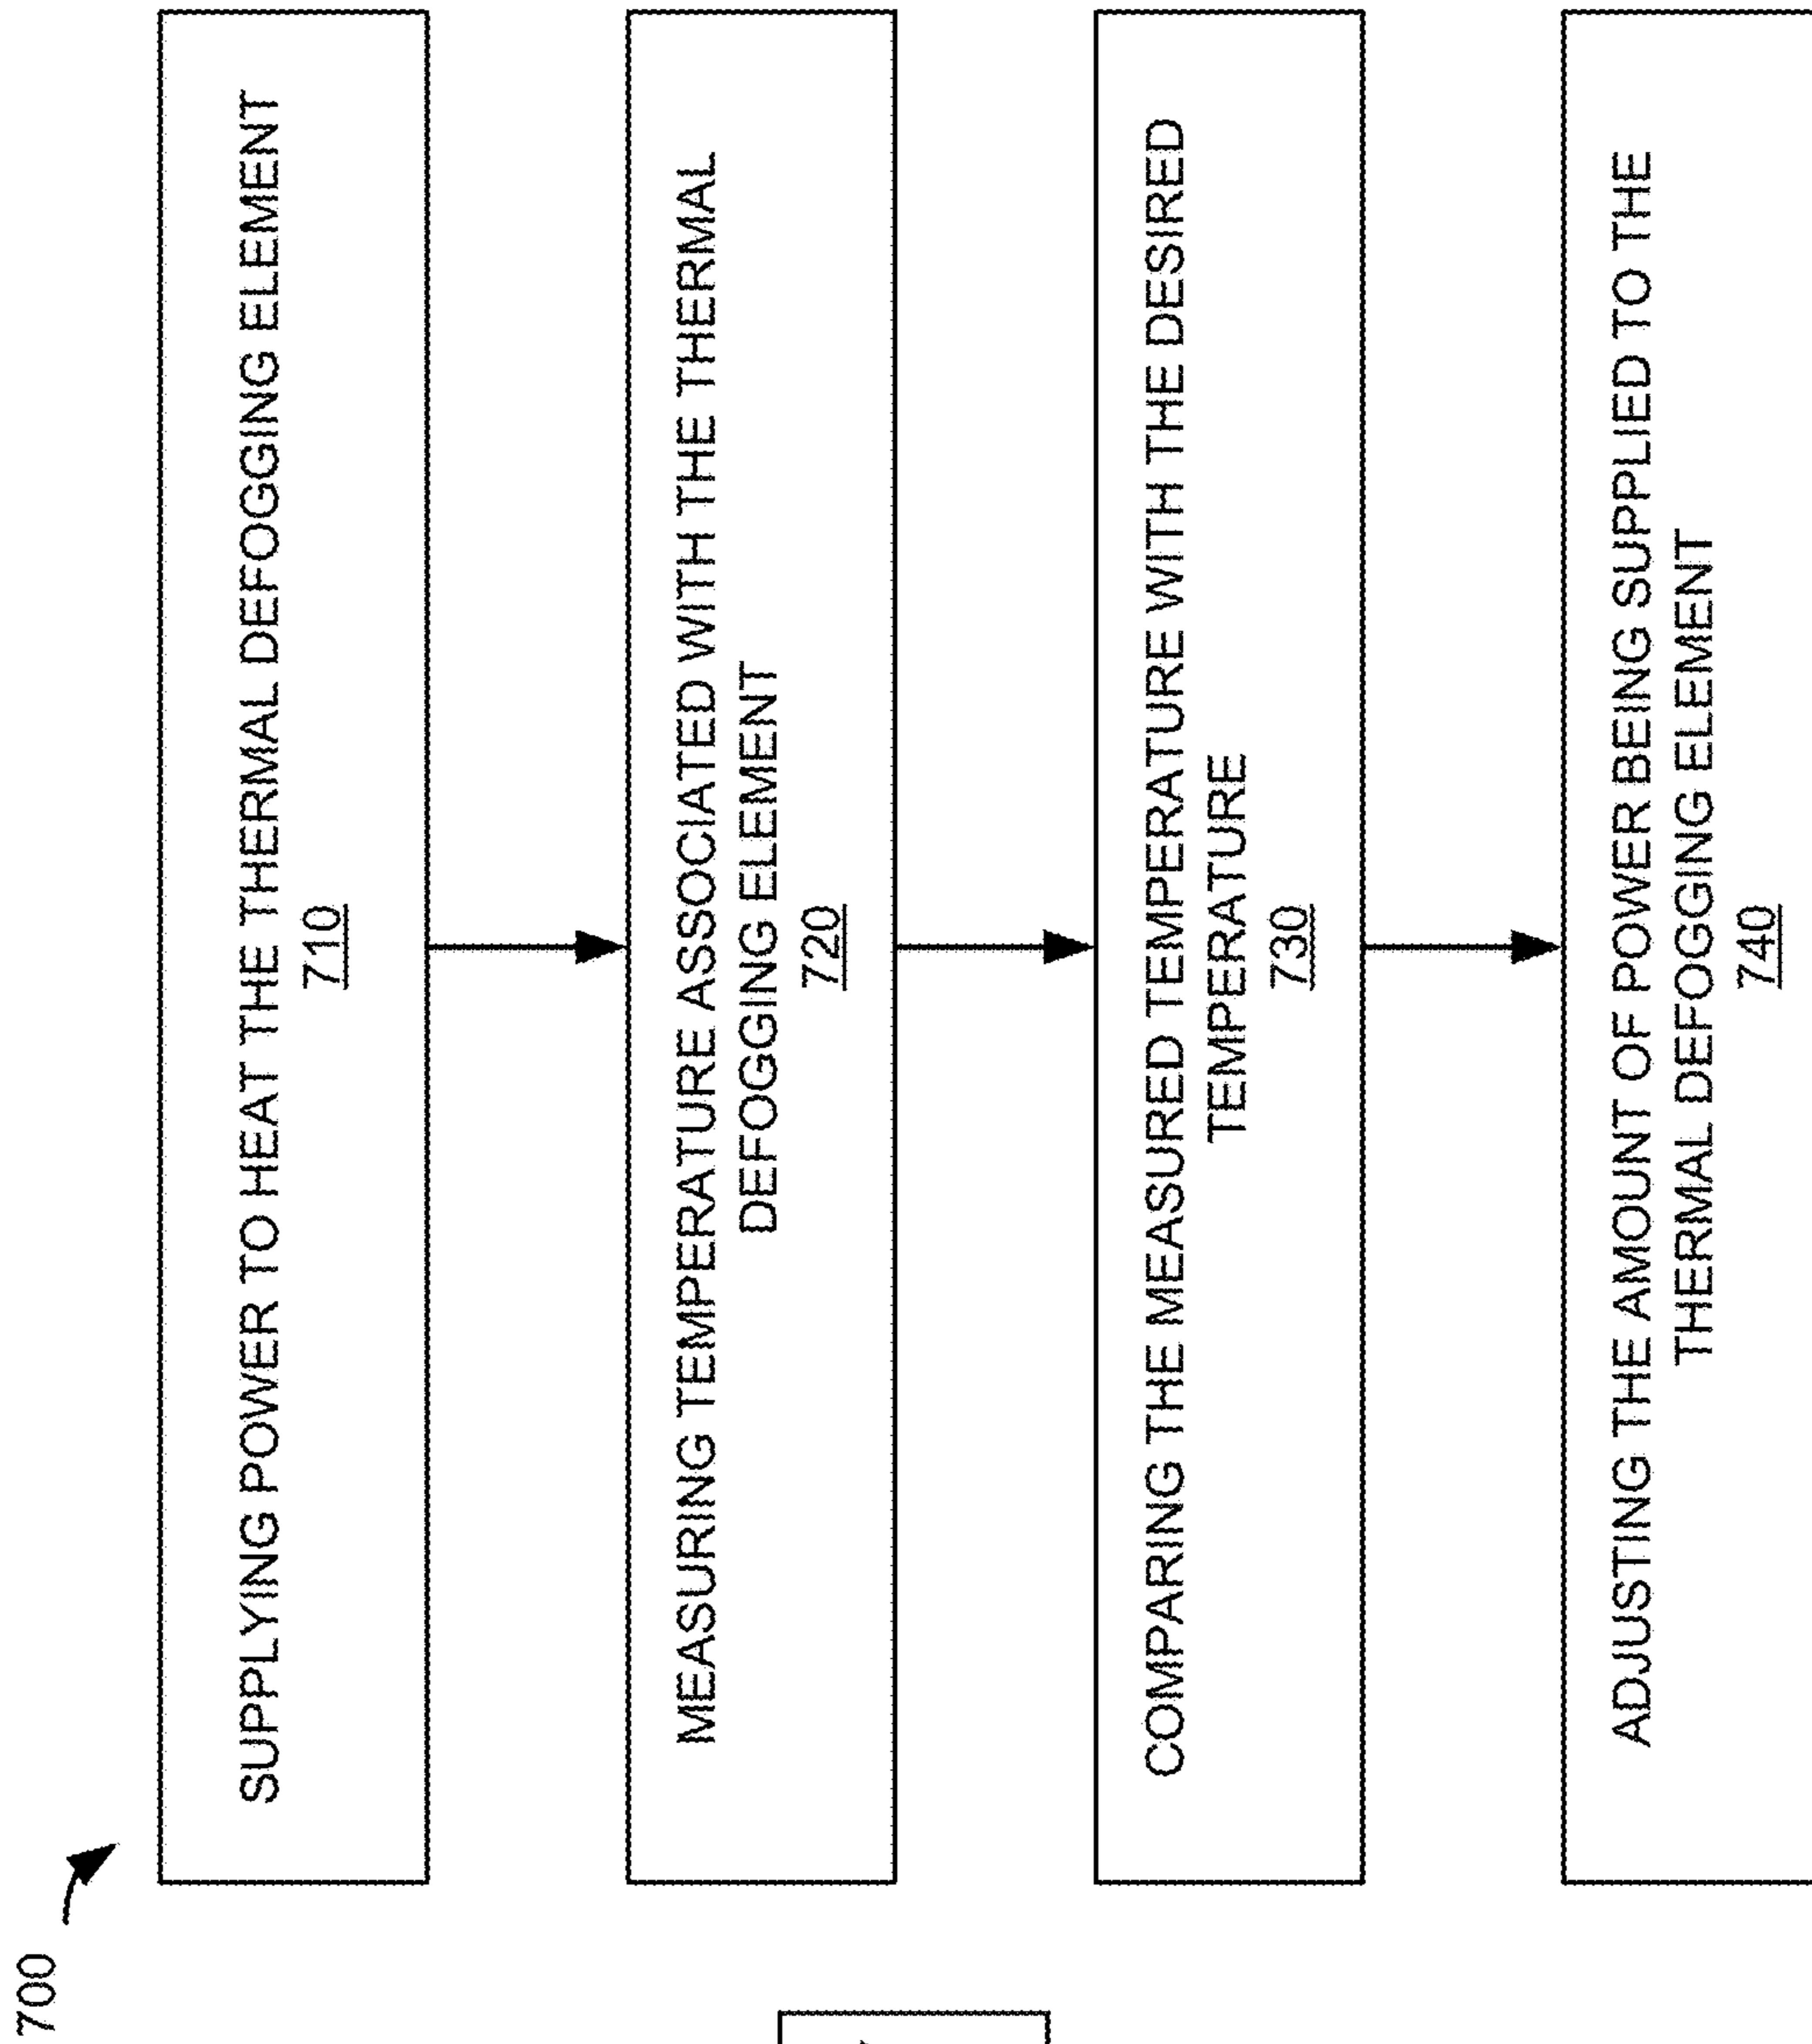 700
SUPPLYING POWER TO HEAT THE THERMAL DEFOGGING ELEMENT
710
MEASURING TEMPERATURE ASSOCIATED WITH THE THERMAL
DEFOGGING ELEMENT
720
COMPARING THE MEASURED TEMPERATURE WITH THE DESIRED
TEMPERATURE
730
ADJUSTING THE AMOUNT OF POWER BEING SUPPLIED TO THE
THERMAL DEFOGGING ELEMENT
740